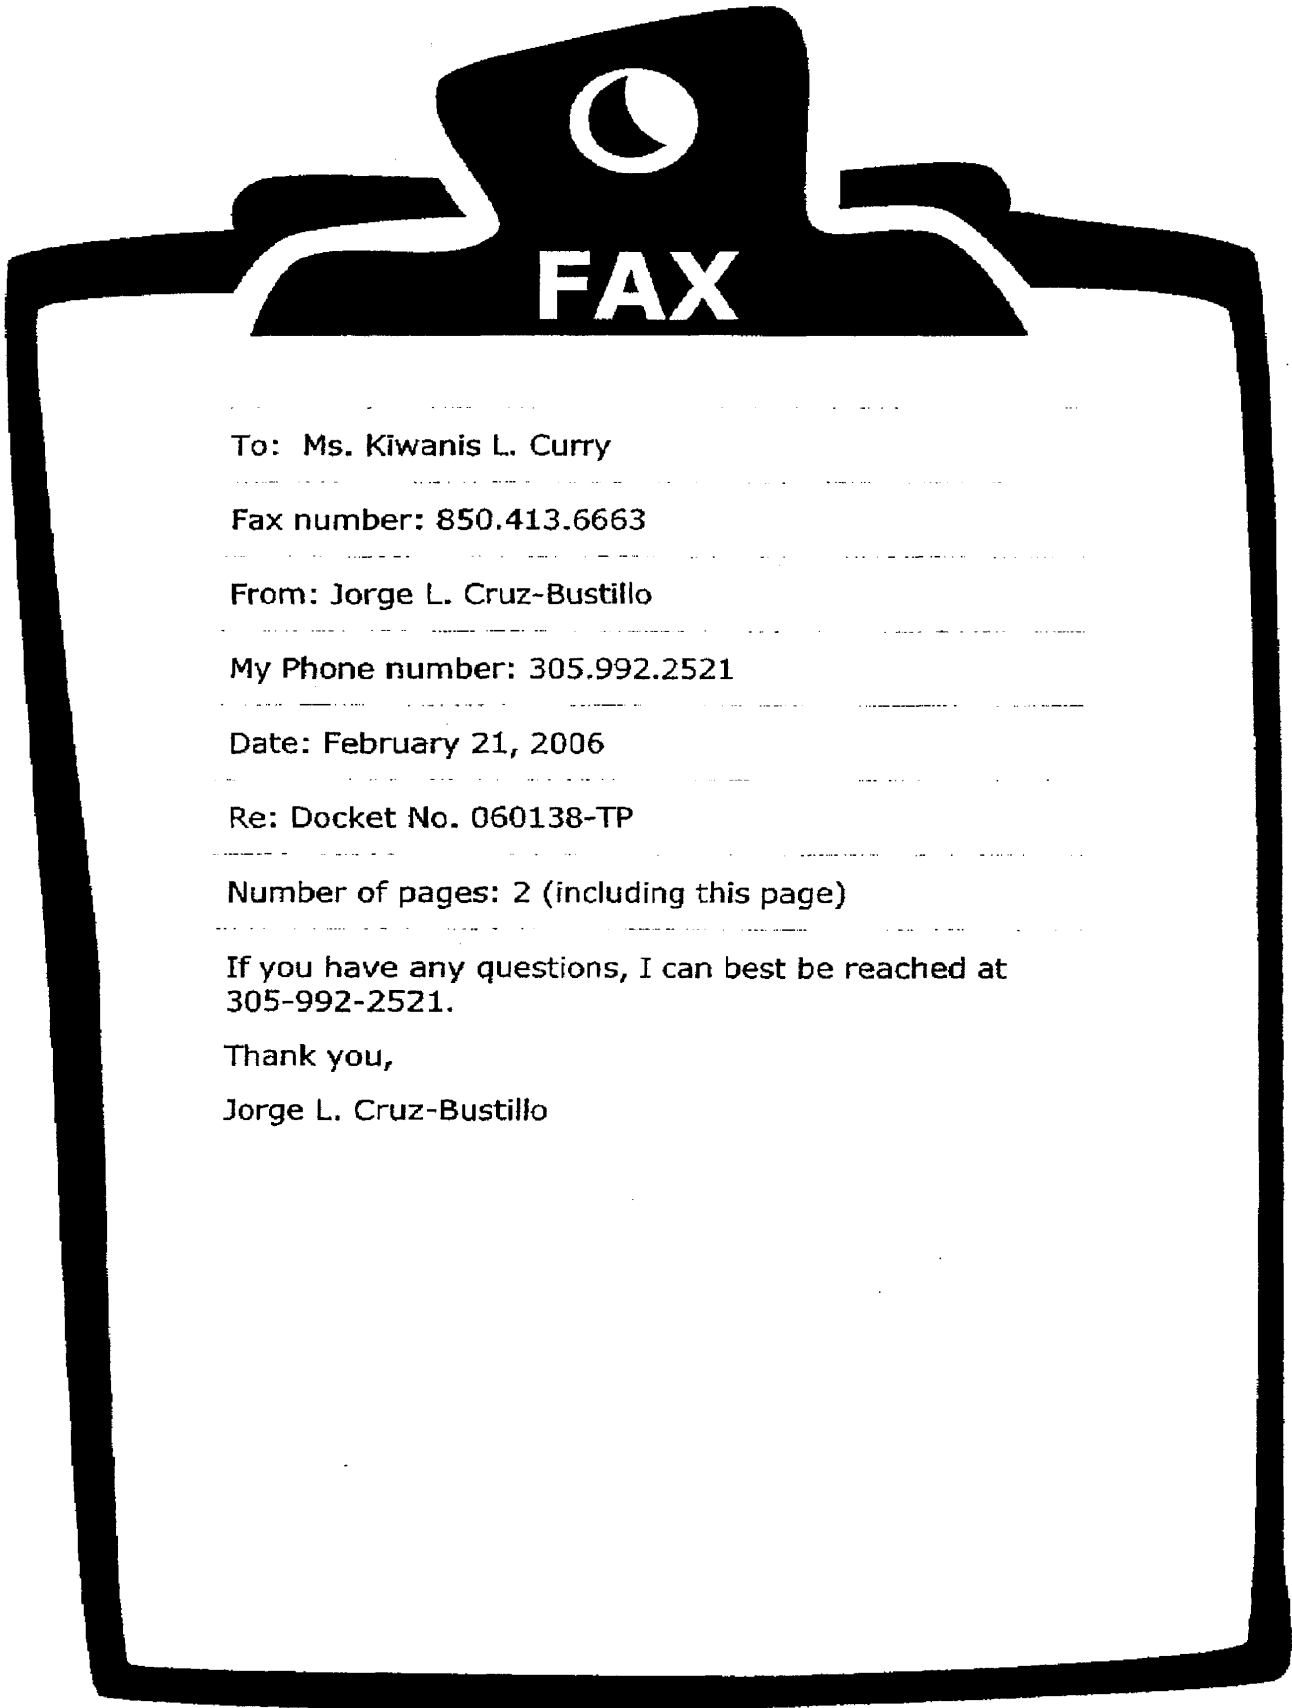 FAX
To: Ms. Kiwanis L. Curry
Fax number: 850.413.6663
From: Jorge L. Cruz-Bustillo
My Phone number: 305.992.2521
Date: February 21, 2006
Re: Docket No. 060138-TP
Number of pages: 2 (including this page)
If you have any questions, I can best be reached at
305-992-2521.
Thank you,
Jorge L. Cruz-Bustillo